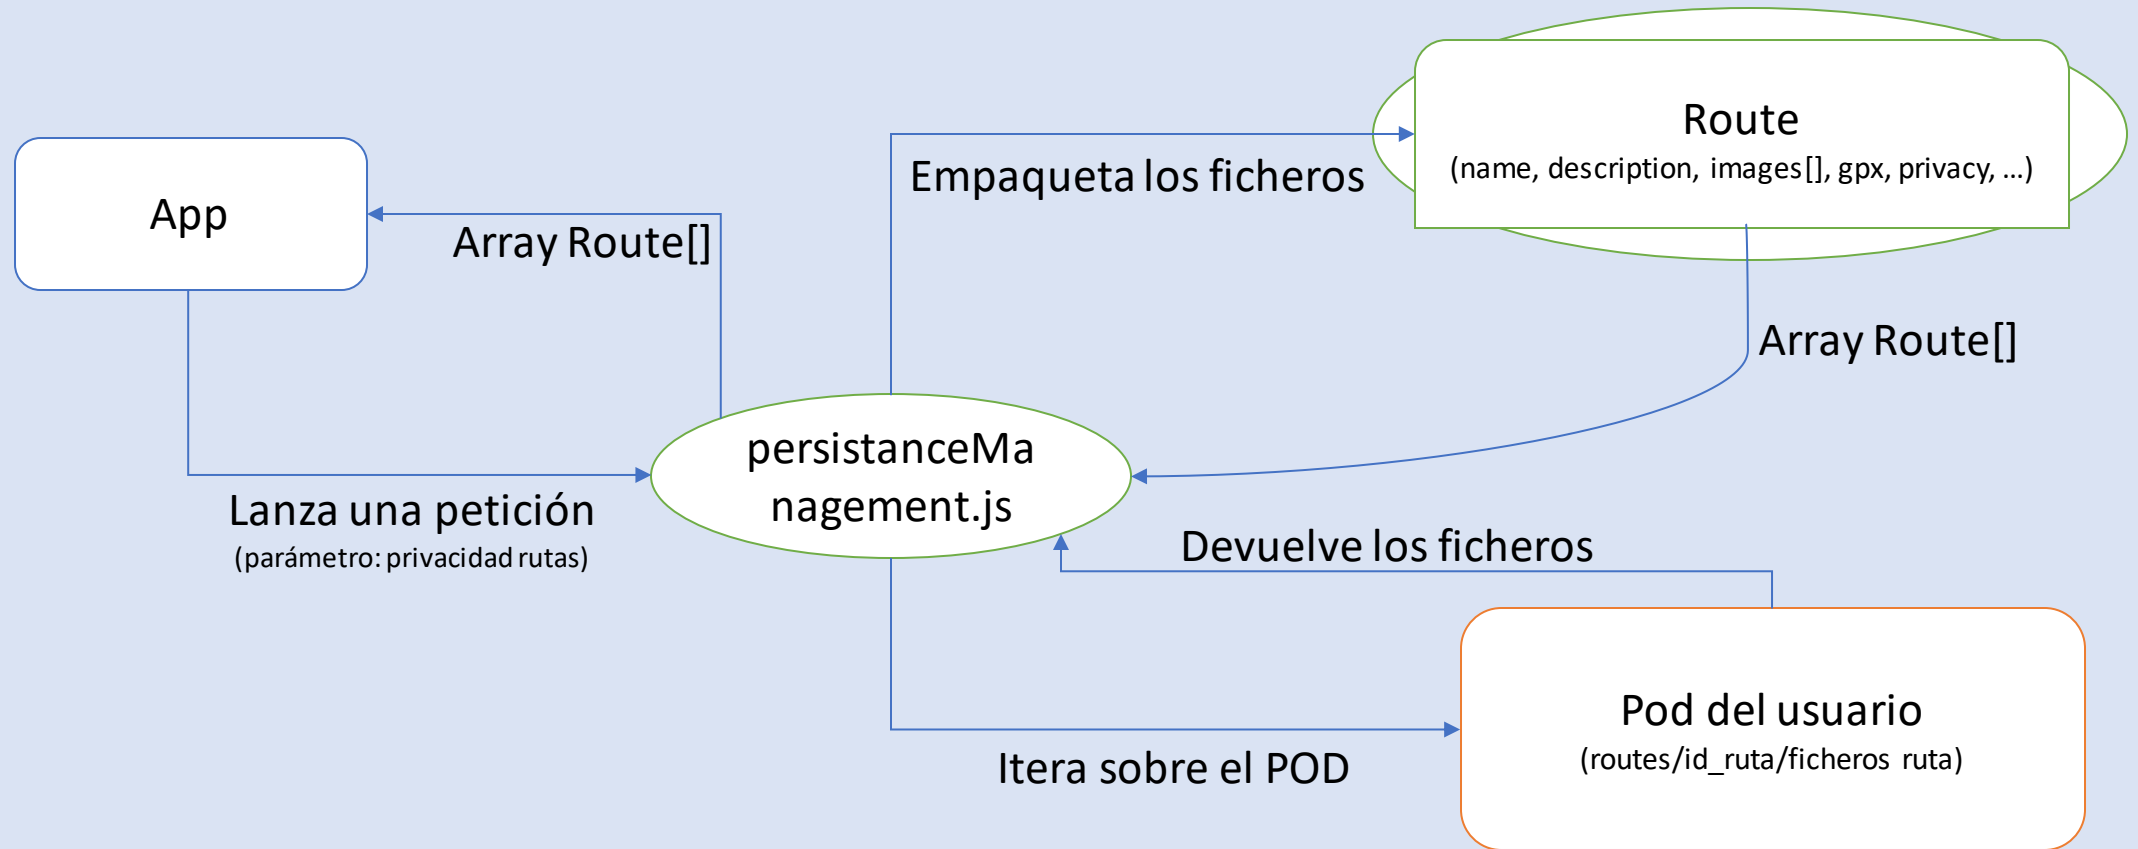 Route
(name, description, images[], gpx, privacy, ...)
Empaqueta los ficheros
App
Array Route[]
Array Route[]
persistanceMa
nagement.js
Lanza una petición
(parámetro: privacidad rutas)
Devuelve los ficheros
Pod del usuario
(routes/id_ruta/ficheros ruta)
Itera sobre el POD